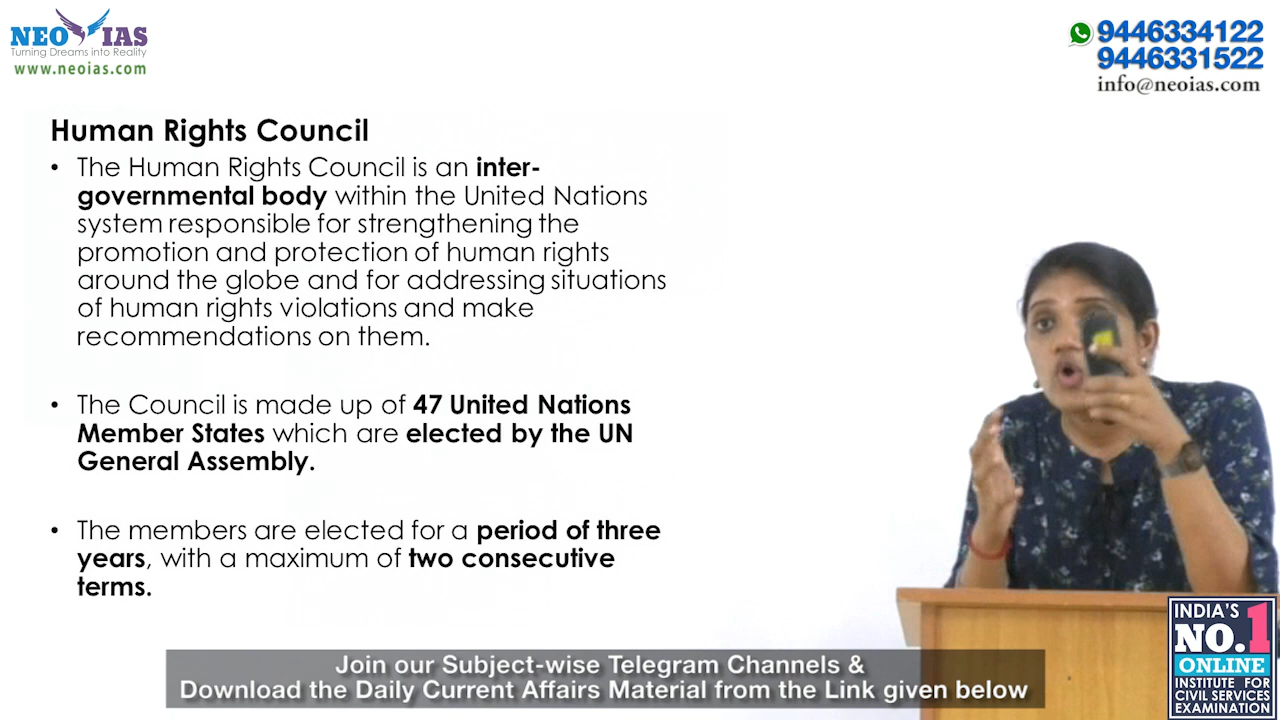 NEO IAS
Turning Dreams into Reality
www.neoias.com
9446334122
9446331522
info@neoias.com
Human Rights Council
• The Human Rights Council is an inter-
governmental body within the United Nations
system responsible for strengthening the
promotion and protection of human rights
around the globe and for addressing situations
of human rights violations and make
recommendations on them.
• The Council is made up of 47 United Nations
Member States which are elected by the UN
General Assembly.
• The members are elected for a period of three
years, with a maximum of two consecutive
terms.
INDIA'S
NO.1
ONLINE
INSTITUTE FOR
CIVIL SERVICES
EXAMINATION
Join our Subject-wise Telegram Channels &
Download the Daily Current Affairs Material from the Link given below